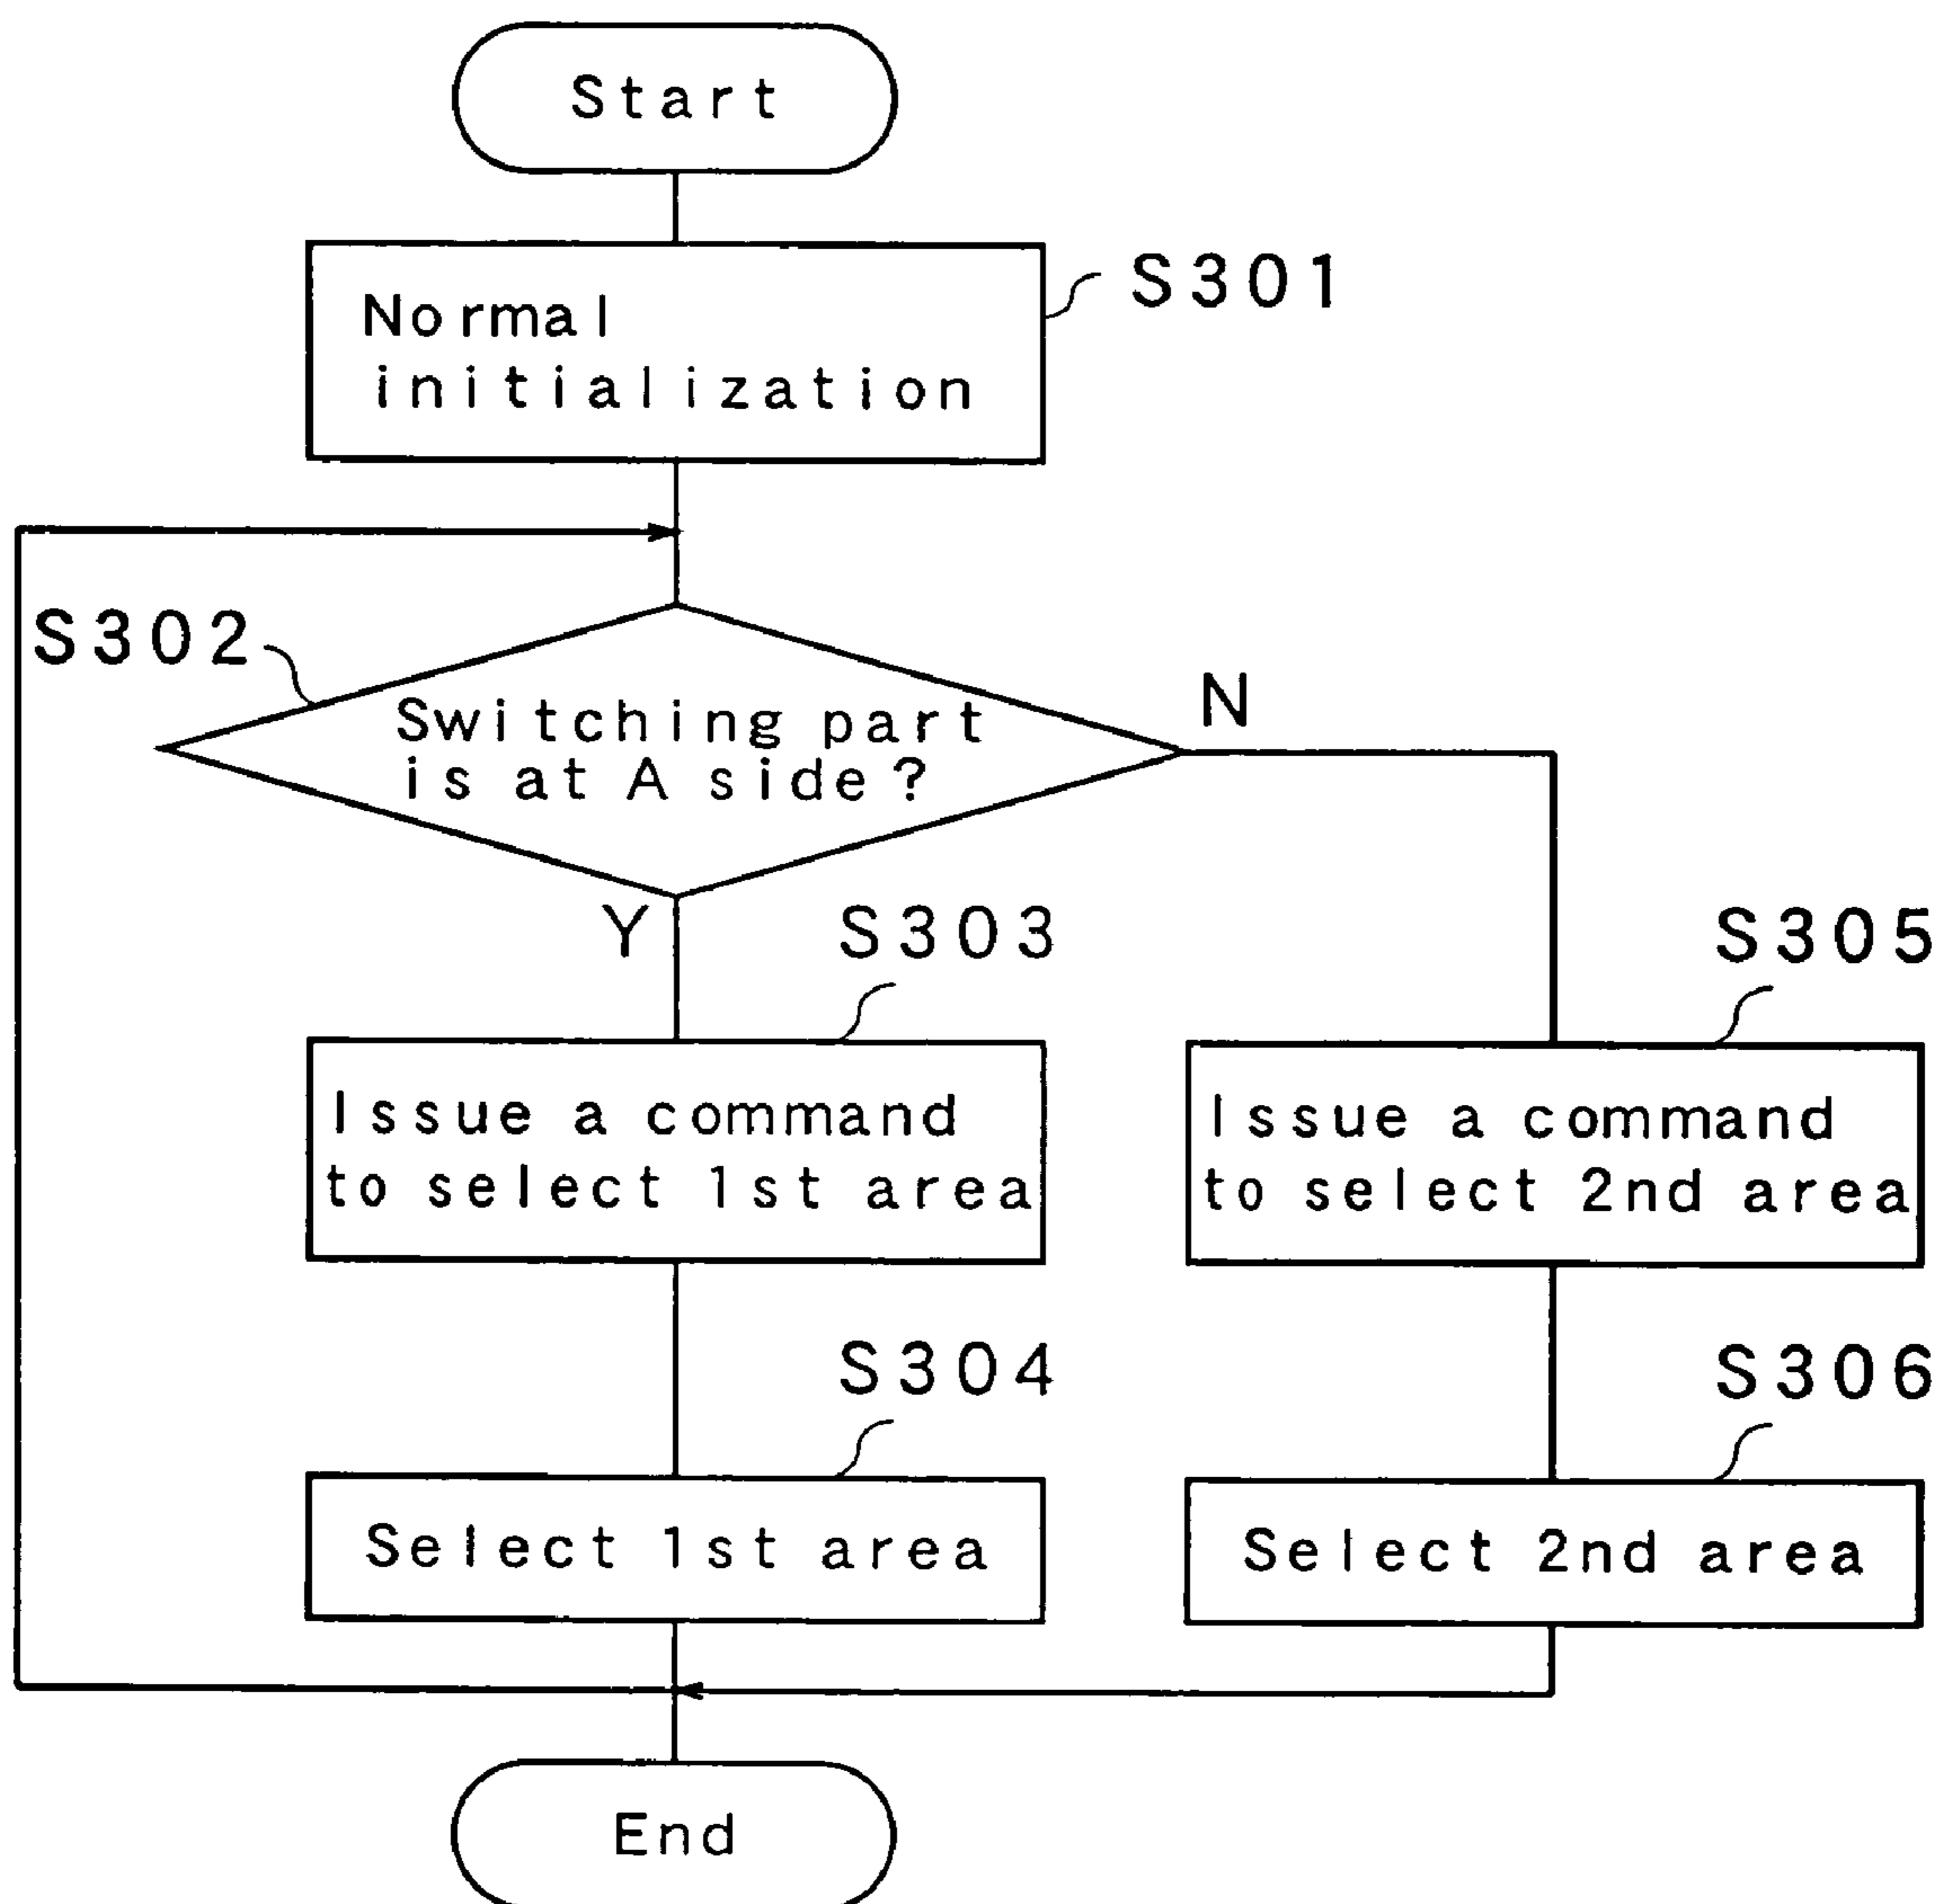 Start
S301
Normal
initialization
S302
Switching part
is at A side?
N
Y
S303
S305
Issue a command
to select 1st area
Issue a command
to select 2nd area
S304
S306
Select 1st area
Select 2nd area
End